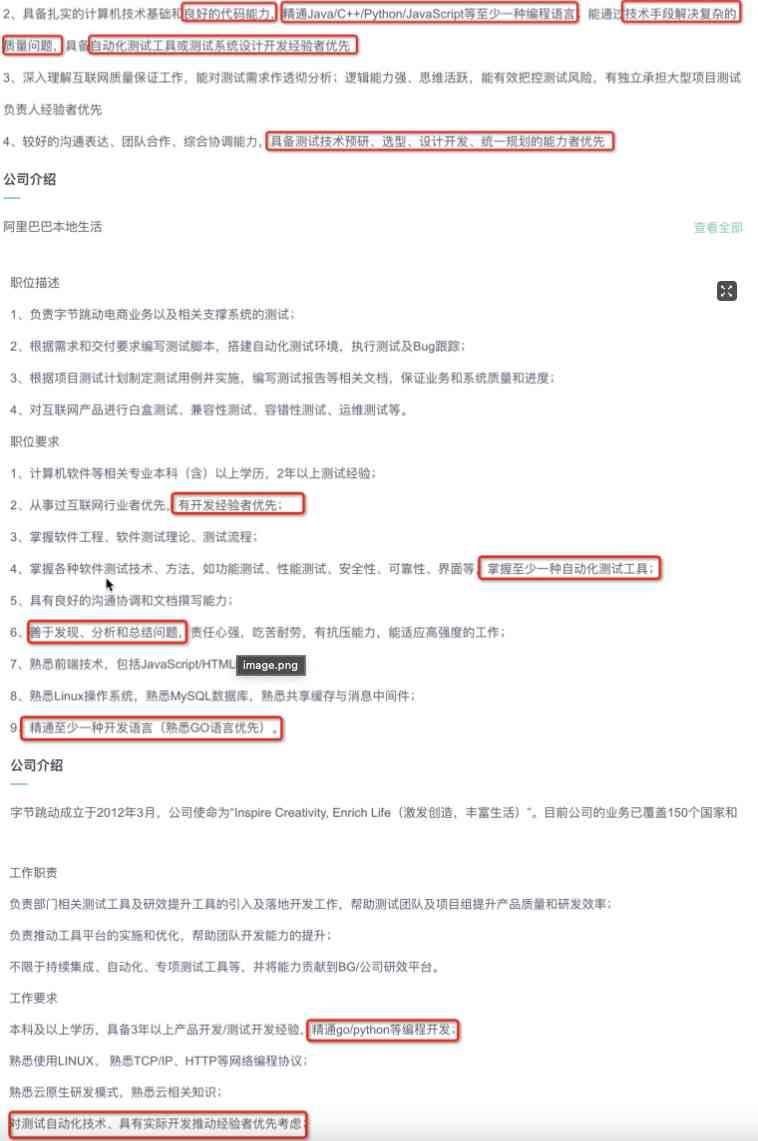 2、具备扎实的计算机技术基础和良好的代码能力，精通Java/C++/Python/JavaScript等至少一种编程语言，能通过技术手段解决复杂的
质量问题，具备自动化测试工具或测试系统设计开发经验者优先
3、深入理解互联网质量保证工作，能对测试需求作透彻分析；逻辑能力强、思维活跃，能有效把控测试风险，有独立承担大型项目测试
负责人经验者优先
4、较好的沟通表达、团队合作、综合协调能力，具备测试技术预研、选型、设计开发、统一规划的能力者优先
公司介绍
阿里巴巴本地生活 查看全部
职位描述
1、负责字节跳动电商业务以及相关支撑系统的测试；
2、根据需求和交付要求编写测试脚本，搭建自动化测试环境，执行测试及Bug跟踪；
3、根据项目测试计划制定测试用例并实施，编写测试报告等相关文档，保证业务和系统质量和进度；
4、对互联网产品进行白盒测试、兼容性测试、容错性测试、运维测试等。
职位要求
1、计算机软件等相关专业本科（含）以上学历，2年以上测试经验；
2、从事过互联网行业者优先，有开发经验者优先；
3、掌握软件工程、软件测试理论、测试流程；
4、掌握各种软件测试技术、方法，如功能测试、性能测试、安全性、可靠性、界面等，掌握至少一种自动化测试工具；
5、具有良好的沟通协调和文档撰写能力；
6、善于发现、分析和总结问题，责任心强，吃苦耐劳，有抗压能力，能适应高强度的工作；
7、熟悉前端技术，包括JavaScript/HTML image.png
8、熟悉Linux操作系统，熟悉MySQL数据库，熟悉共享缓存与消息中间件；
9、精通至少一种开发语言（熟悉GO语言优先）。
公司介绍
字节跳动成立于2012年3月，公司使命为“Inspire Creativity, Enrich Life（激发创造，丰富生活）”。目前公司的业务已覆盖150个国家和
工作职责
负责部门相关测试工具及研效提升工具的引入及落地开发工作，帮助测试团队及项目组提升产品质量和研发效率；
负责推动工具平台的实施和优化，帮助团队开发能力的提升；
不限于持续集成、自动化、专项测试工具等，并将能力贡献到BG/公司研效平台。
工作要求
本科及以上学历，具备3年以上产品开发/测试开发经验，精通go/python等编程开发；
熟悉使用LINUX、 熟悉TCP/IP、HTTP等网络编程协议；
熟悉云原生研发模式，熟悉云相关知识；
对测试自动化技术、具有实际开发推动经验者优先考虑；